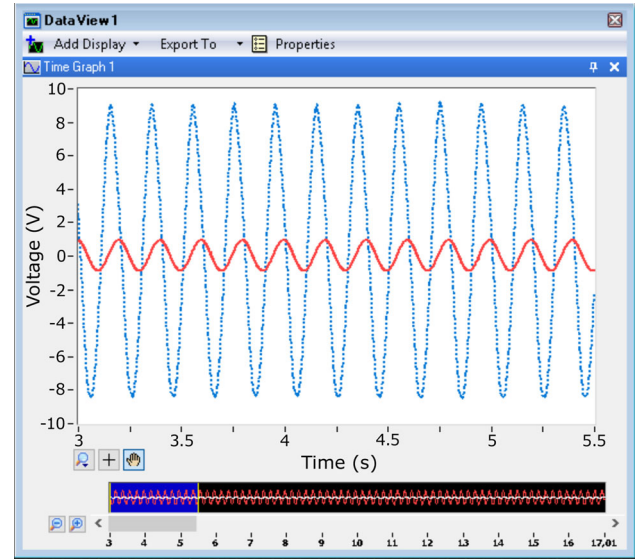 DataView1
Add Display Export To Properties
Time Graph 1
10
8
6
4
2
0
-2
-4
-6
-8
-10
Voltage (V)
3 3.5 4 4.5 5 5.5
Time (s)
3 4 5 6 7 8 9 10 11 12 13 14 15 16 17,01